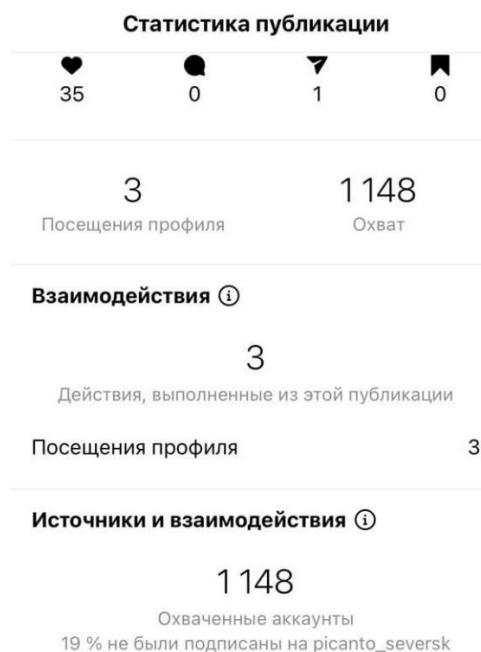 Статистика публикации
35 0 1 0
3 1 148
Посещения профиля Охват
Взаимодействия
3
Действия, выполненные из этой публикации
Посещения профиля 3
Источники и взаимодействия
1 148
Охваченные аккаунты
19 % не были подписаны на picanto_seversk